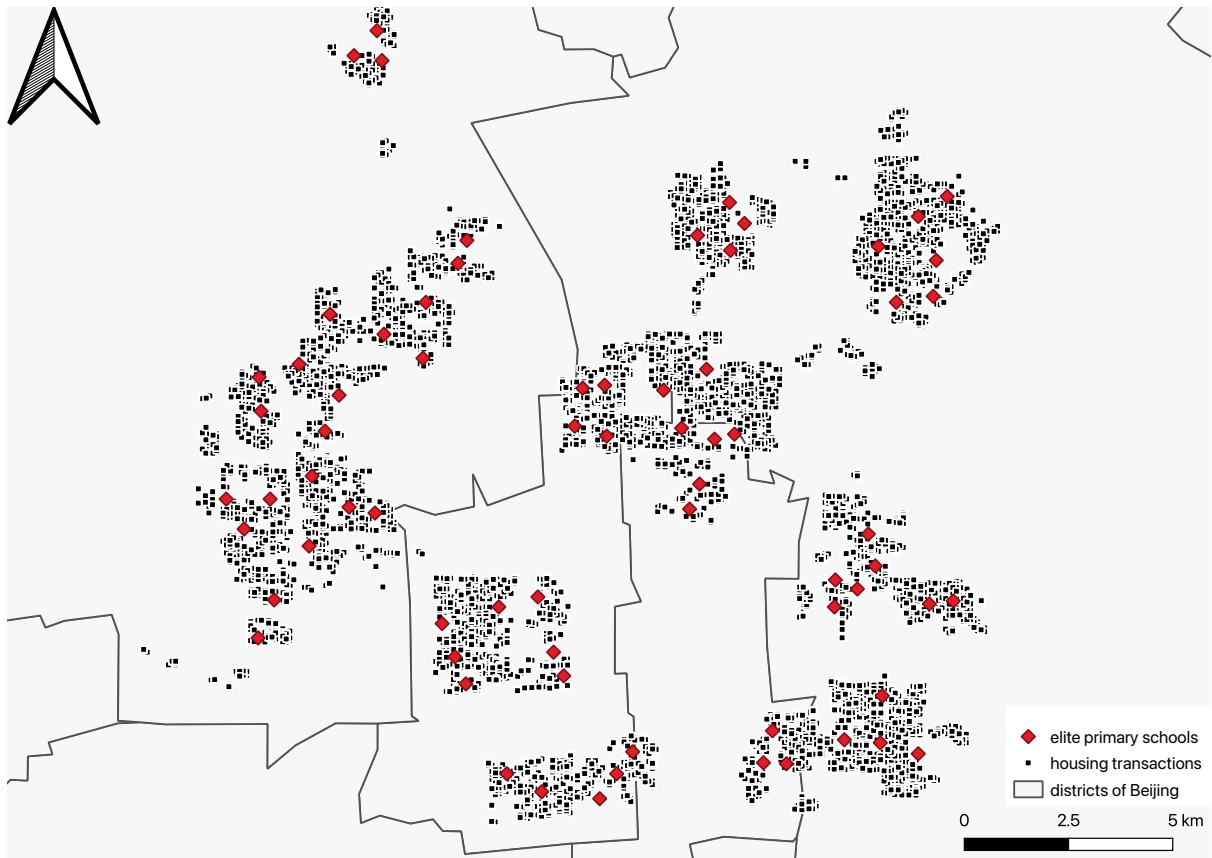 elite primary schools
housing transactions
districts of Beijing
0 2.5 5 km